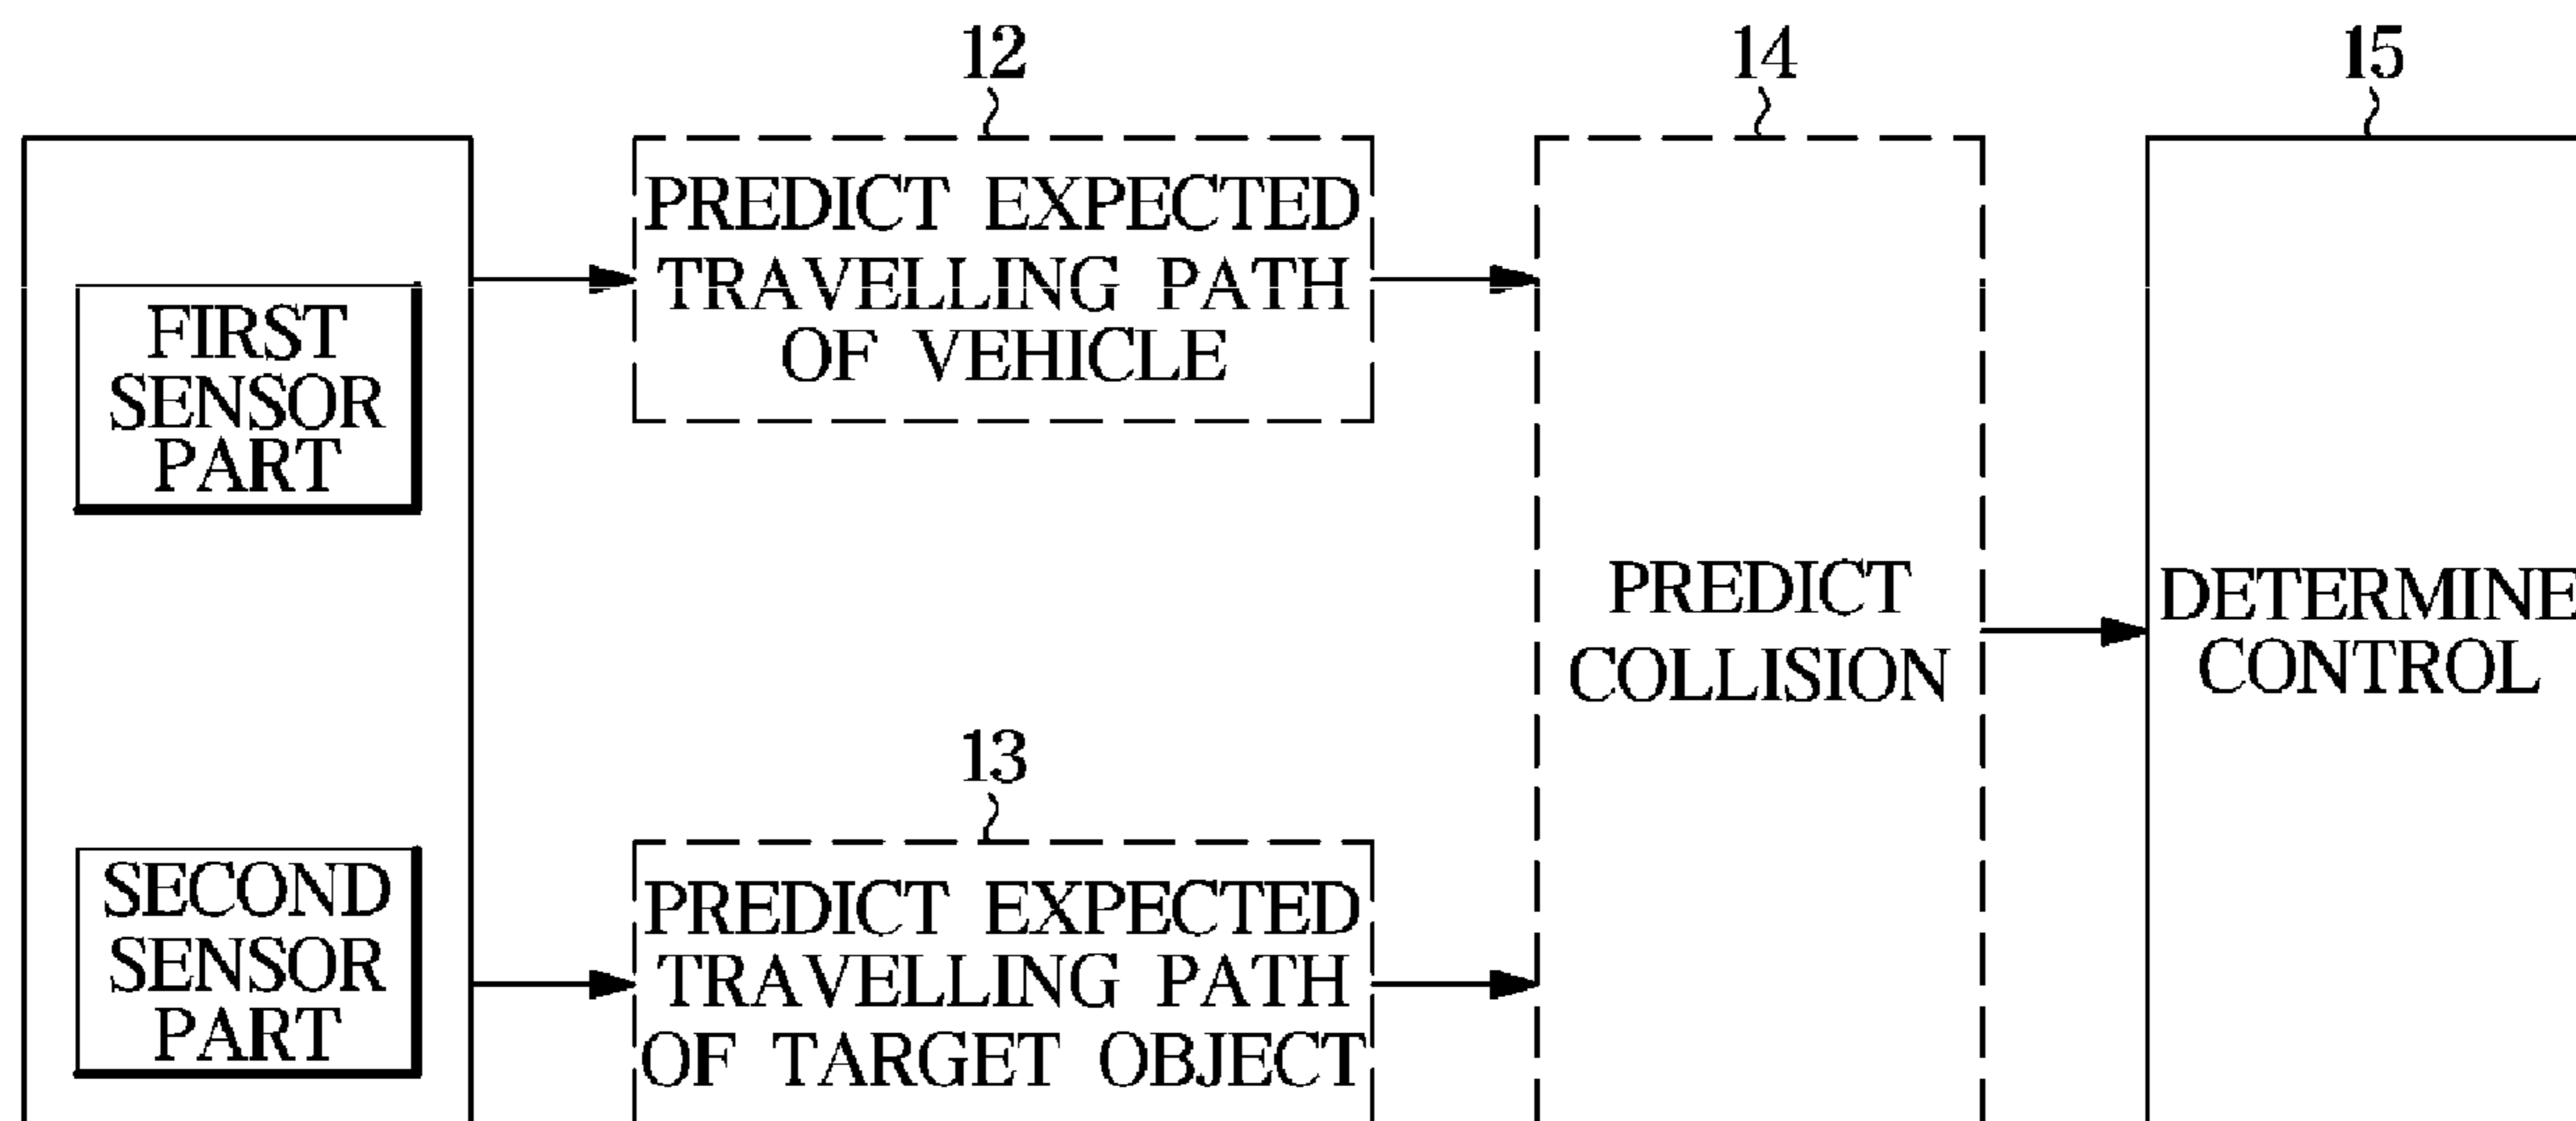 12
14
15
FIRST
SENSOR
PART
PREDICT EXPECTED
TRAVELLING PATH
OF VEHICLE
PREDICT
COLLISION
DETERMINE
CONTROL
13
SECOND
SENSOR
PART
PREDICT EXPECTED
TRAVELLING PATH
OF TARGET OBJECT